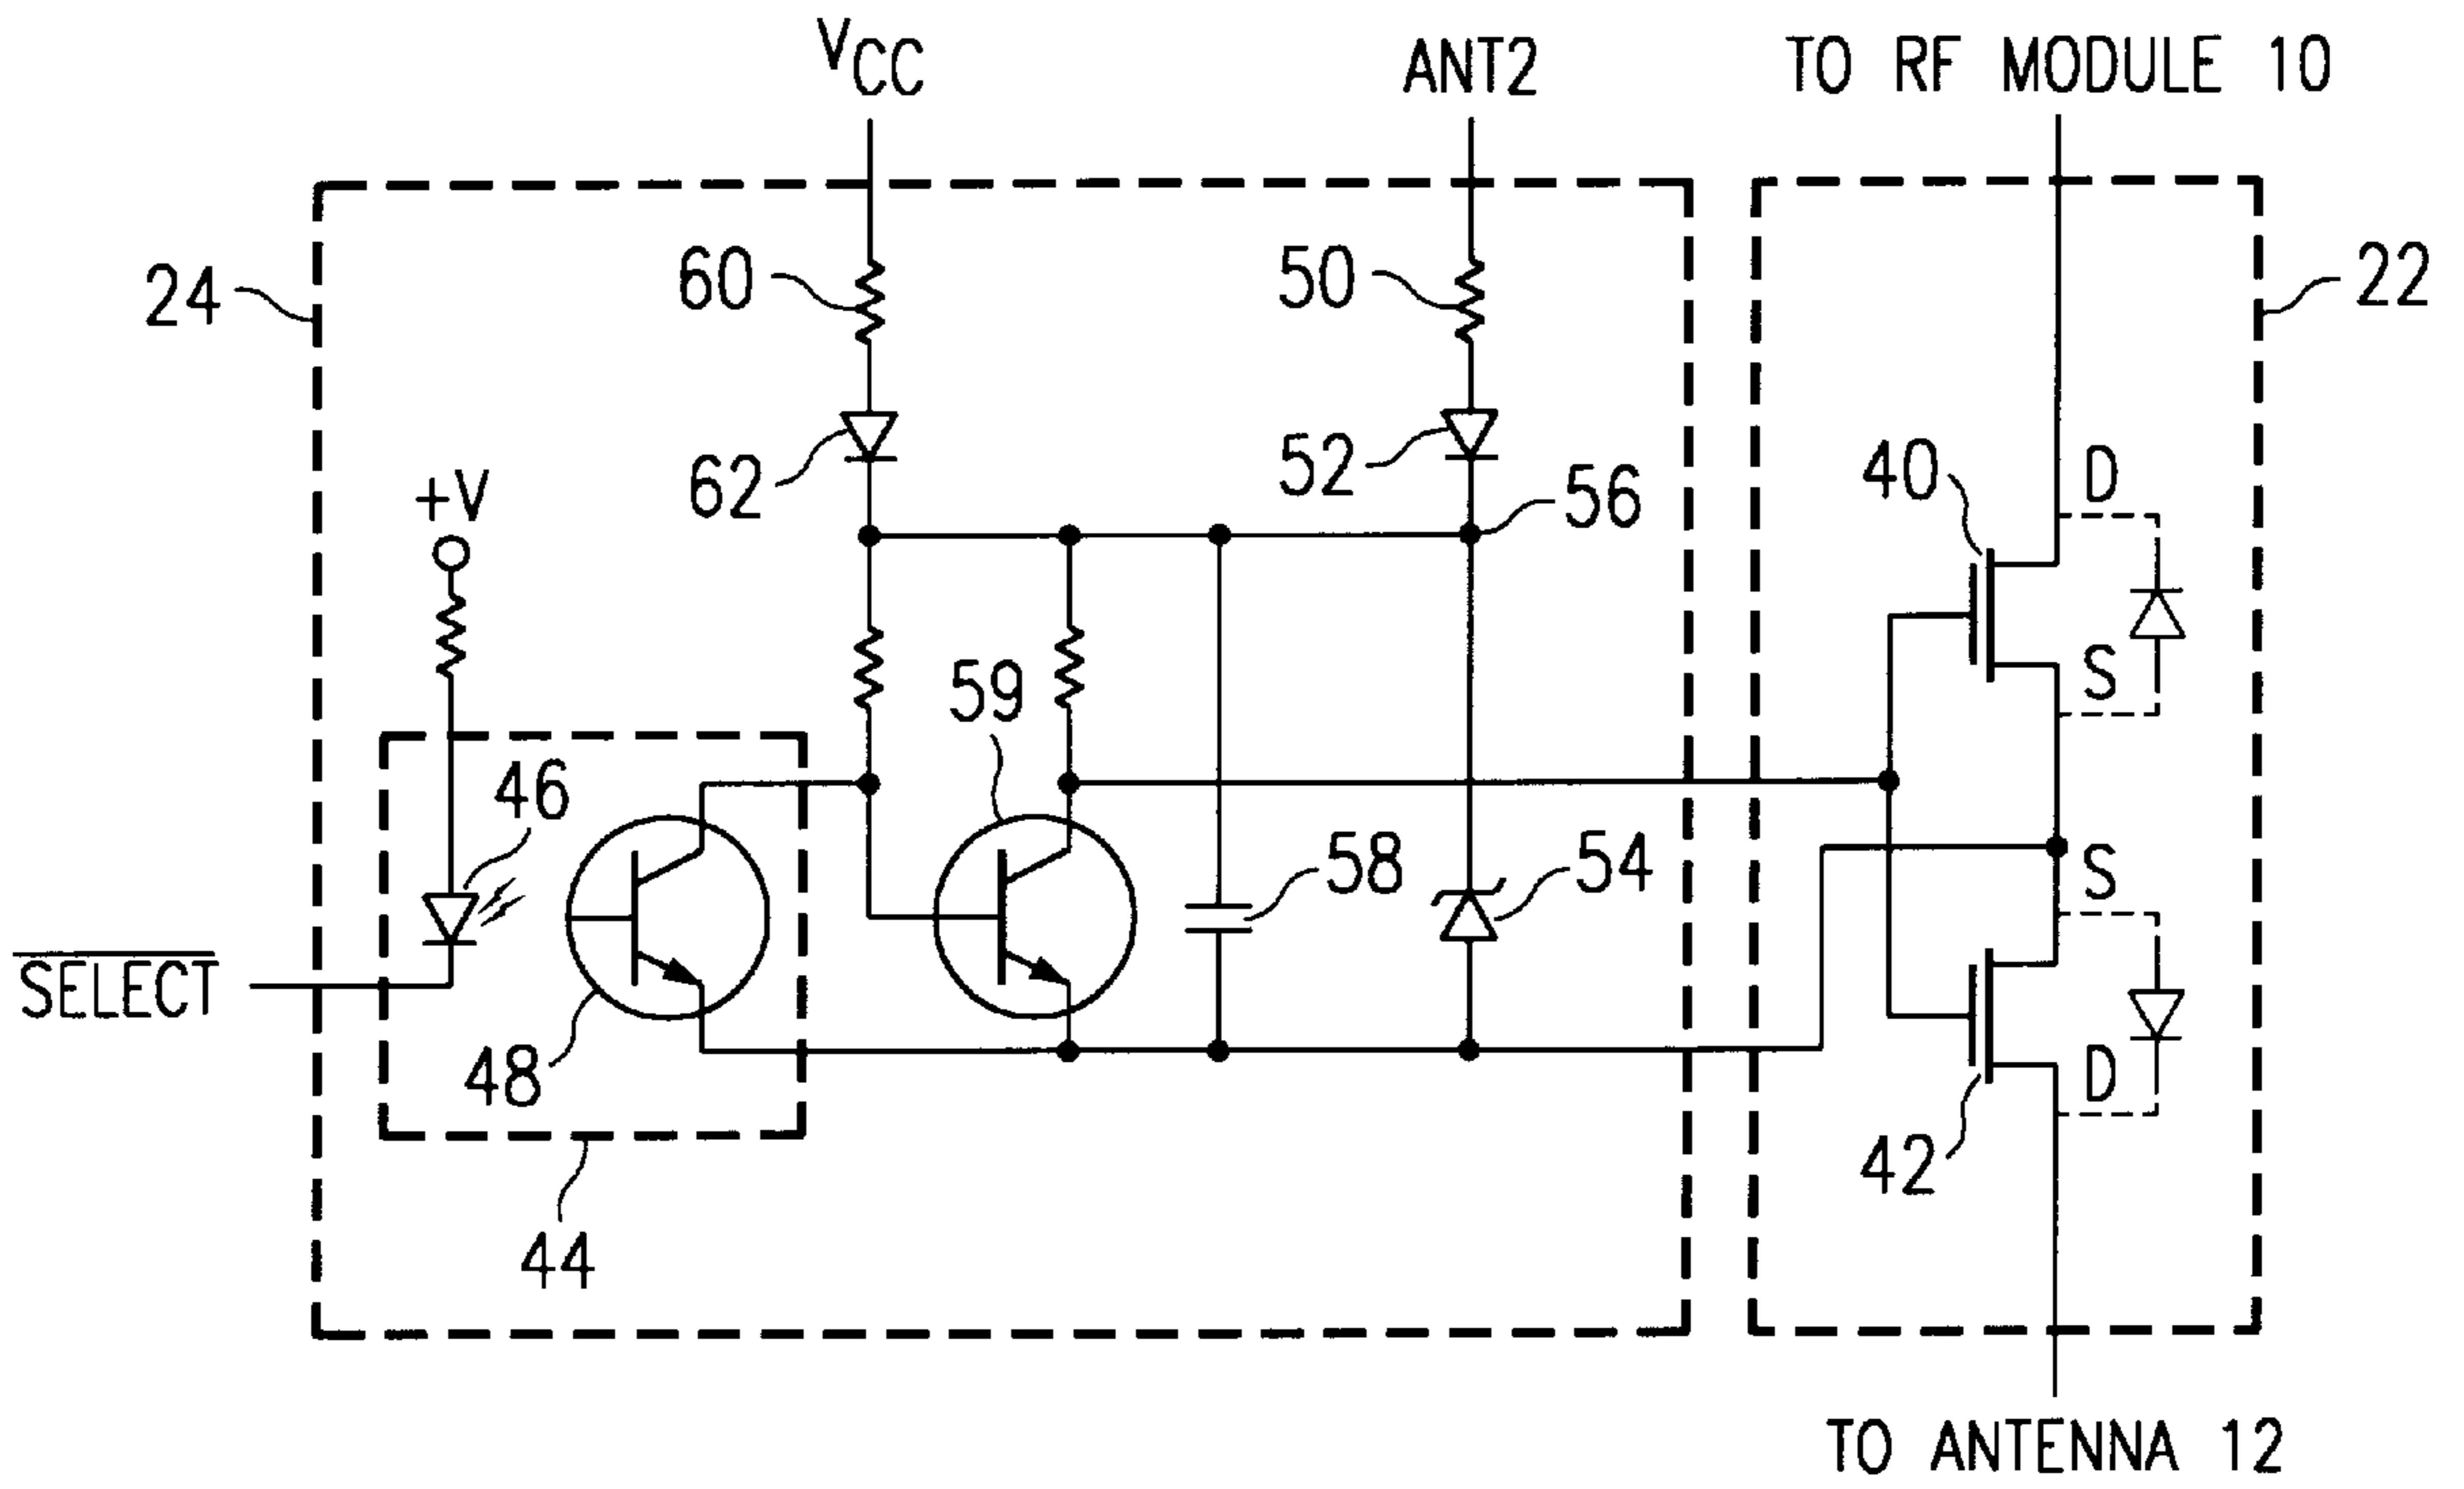 VCC
ANT2
TO RF MODULE 10
24
60
50
22
62
52
56
40
D
+V
59
S
46
58
54
S
SELECT
48
D
42
44
TO ANTENNA 12